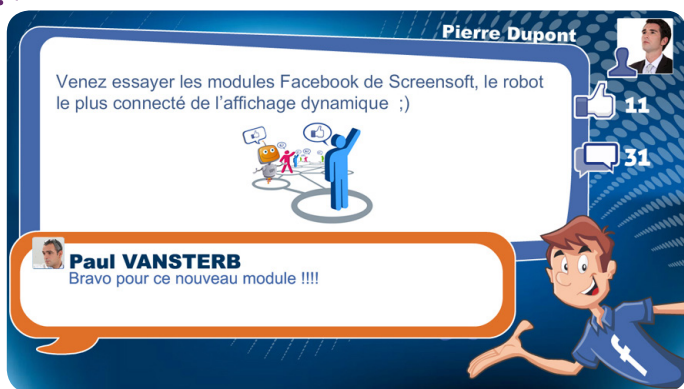 Pierre Dupont
Venez essayer les modules Facebook de Screensoft, le robot
le plus connecté de l'affichage dynamique ;)
11
31
Paul VANSTERB
Bravo pour ce nouveau module !!!!
f